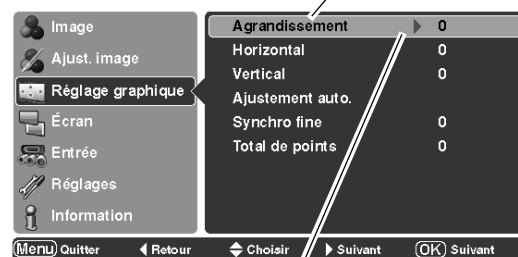 Image
Ajust. image
Réglage graphique
Écran
Entrée
Réglages
Information
Agrandissement 0
Horizontal 0
Vertical 0
Ajustement auto.
Synchro fine 0
Total de points 0
Menu Quitter Retour Choisir Suivant OK Suivant